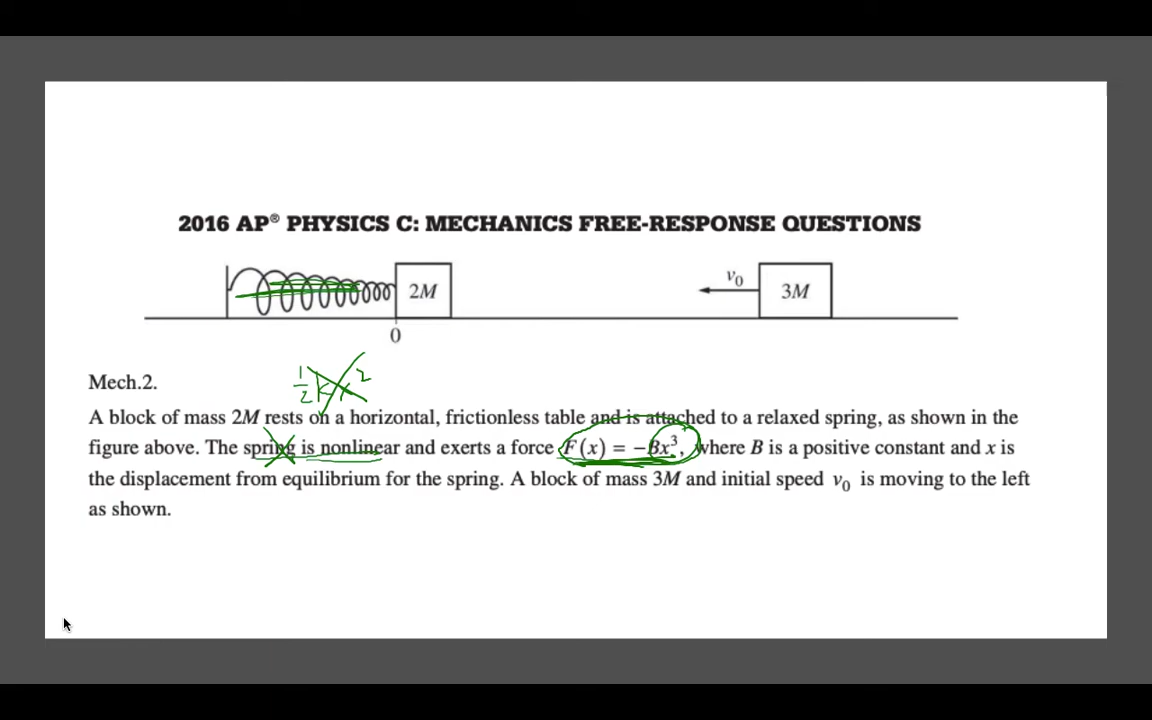 2016 AP® PHYSICS C: MECHANICS FREE-RESPONSE QUESTIONS
2M
v₀
3M
0
Mech.2.
1/2 kx²
A block of mass 2M rests on a horizontal, frictionless table and is attached to a relaxed spring, as shown in the
figure above. The spring is nonlinear and exerts a force F(x) = −Bx³, where B is a positive constant and x is
the displacement from equilibrium for the spring. A block of mass 3M and initial speed v₀ is moving to the left
as shown.